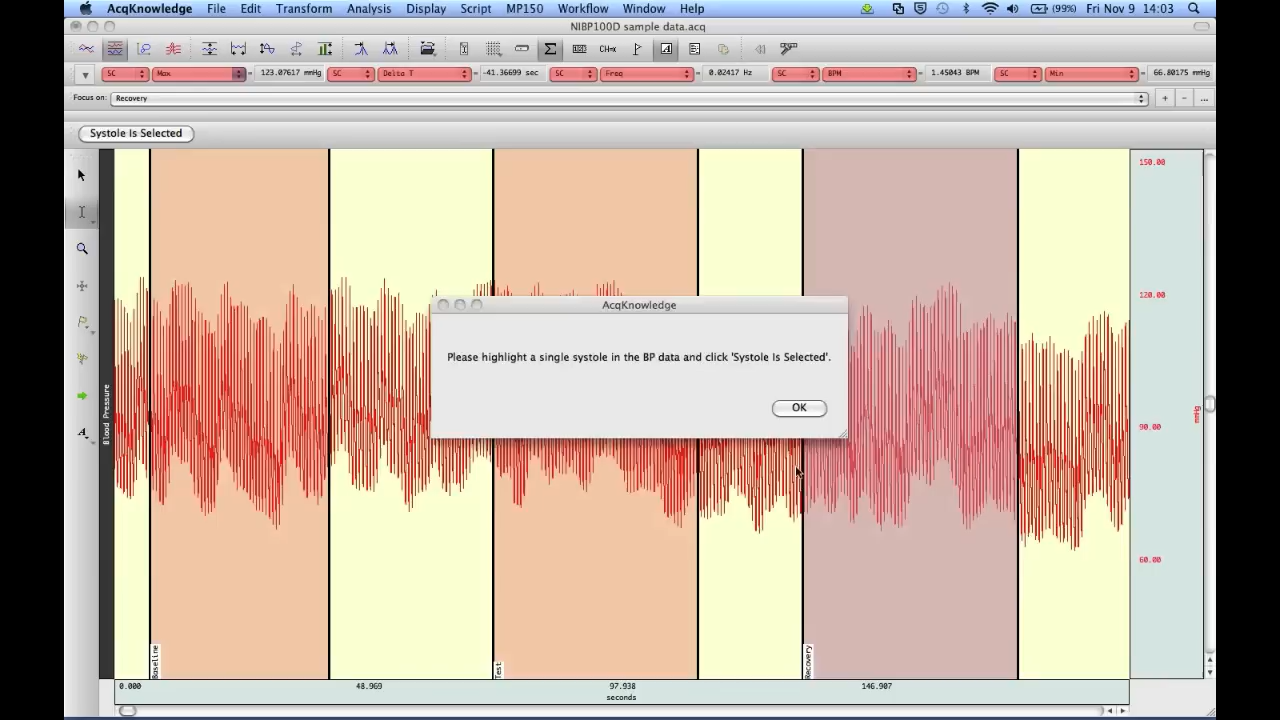 AcqKnowledge File Edit Transform Analysis Display Script MP150 Workflow Window Help (99%) Fri Nov 9 14:03
NIBP100D sample data.acq
CH×
SC Max = 123.07617 mmHg SC Delta T = -41.36699 sec SC Freq = 0.02417 Hz SC BPM = 1.45043 BPM SC Min = 66.80175 mmHg
Focus on: Recovery + - ...
Systole Is Selected
150.00
AcqKnowledge
Please highlight a single systole in the BP data and click 'Systole Is Selected'.
OK
120.00
90.00
60.00
mmHg
Blood Pressure
Baseline
Test
Recovery
0.000 48.969 97.938 146.907
seconds